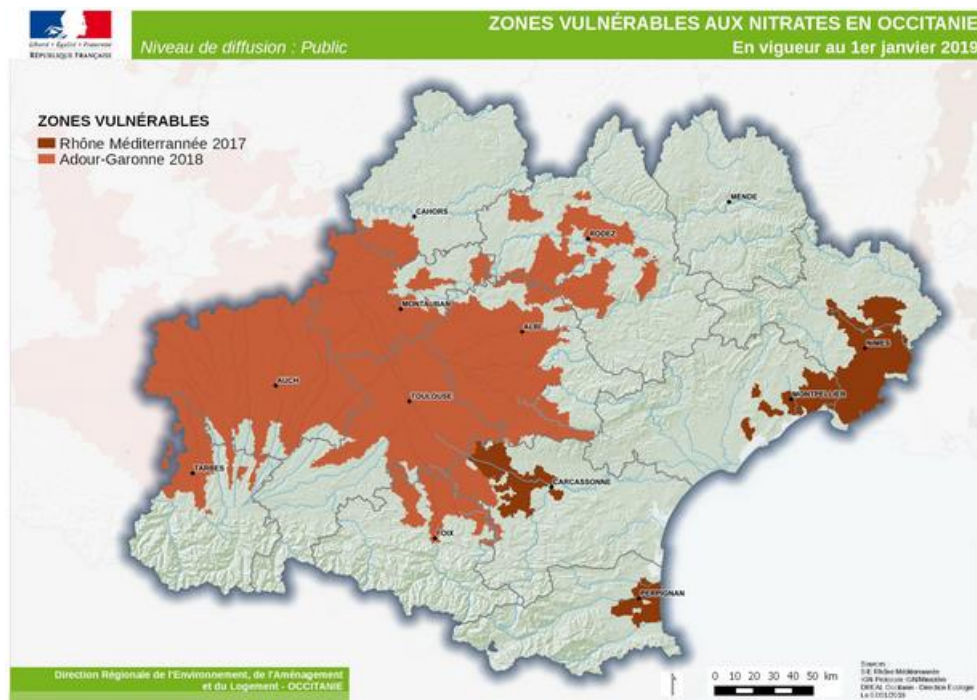 ZONES VULNÉRABLES AUX NITRATES EN OCCITANIE
En vigueur au 1er janvier 2019
Niveau de diffusion : Public
Liberté • Égalité • Fraternité
RÉPUBLIQUE FRANÇAISE
ZONES VULNÉRABLES
Rhône Méditerrannée 2017
Adour-Garonne 2018
CAHORS
MENDE
RODEZ
MONTAUBAN
ALBI
NIMES
AUCH
TOULOUSE
MONTPELLIER
TARBES
CARCASSONNE
FOIX
PERPIGNAN
Direction Régionale de l'Environnement, de l'Aménagement
et du Logement - OCCITANIE
0 10 20 30 40 50 km
Sources :